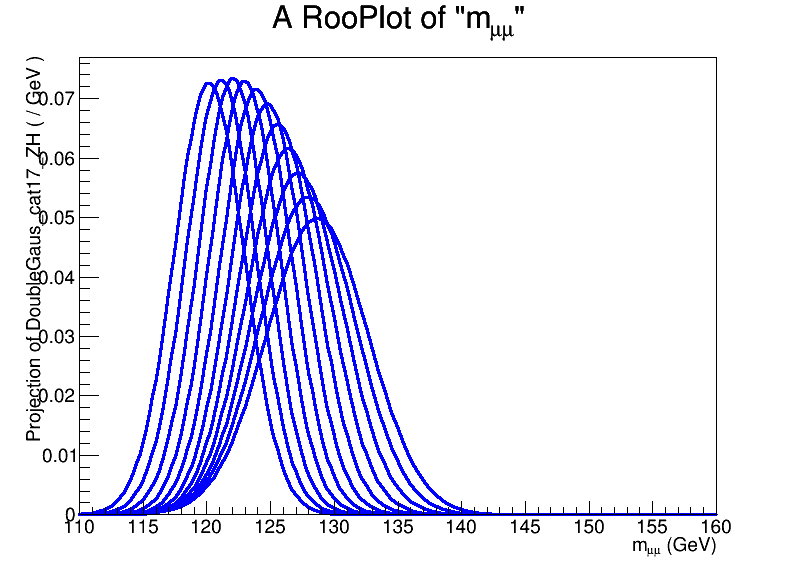 A RooPlot of "mμμ"
Projection of DoubleGaus_cat17_ZH ( / GeV )
0.07
0.06
0.05
0.04
0.03
0.02
0.01
0
110 115 120 125 130 135 140 145 150 155 160
mμμ (GeV)